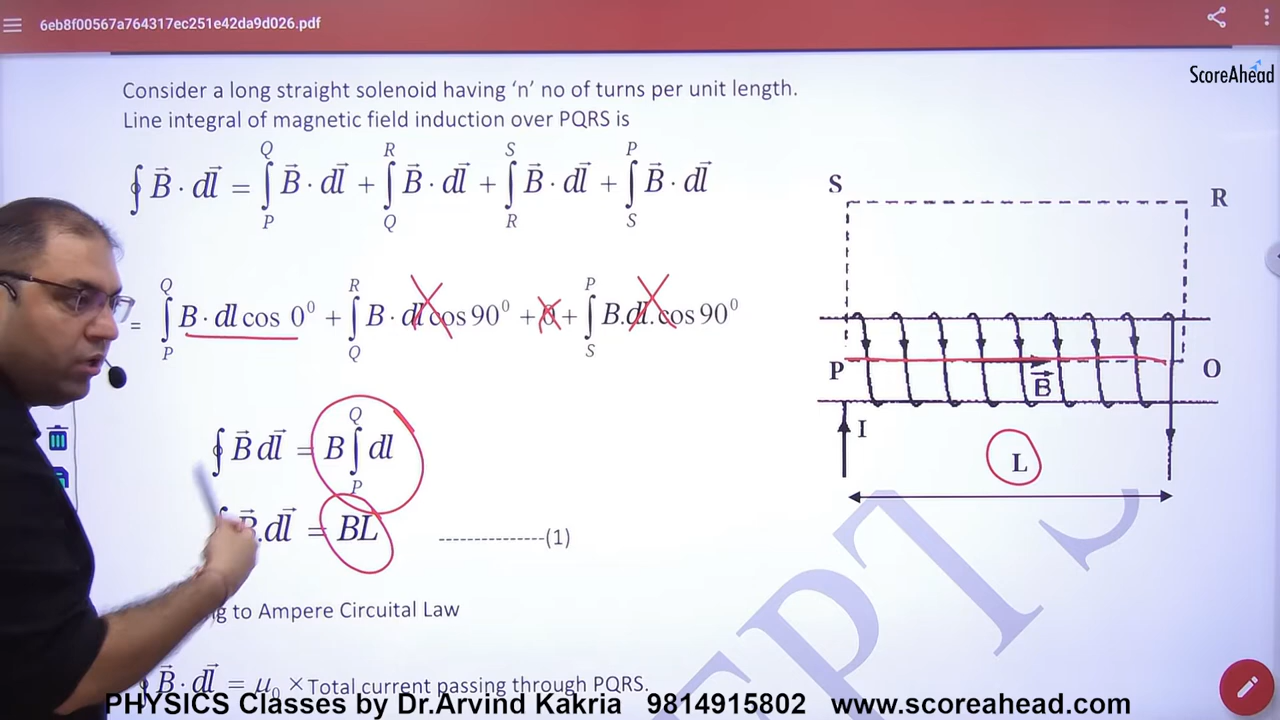 6eb8f00567a764317ec251e42da9d026.pdf
ScoreAhead
Consider a long straight solenoid having ‘n’ no of turns per unit length.
Line integral of magnetic field induction over PQRS is
∮ B⃗ · dl⃗ = ∫_P^Q B⃗ · dl⃗ + ∫_Q^R B⃗ · dl⃗ + ∫_R^S B⃗ · dl⃗ + ∫_S^P B⃗ · dl⃗
= ∫_P^Q B · dl cos 0⁰ + ∫_Q^R B · dl cos 90⁰ + 0 + ∫_S^P B.dl. cos 90⁰
∮ B⃗ dl⃗ = B ∫_P^Q dl
B⃗.dl⃗ = BL ---------------(1)
S
R
P
O
B⃗
I
L
to Ampere Circuital Law
∮ B⃗ · dl⃗ = μ₀ × Total current passing through PQRS.
PHYSICS Classes by Dr.Arvind Kakria 9814915802 www.scoreahead.com